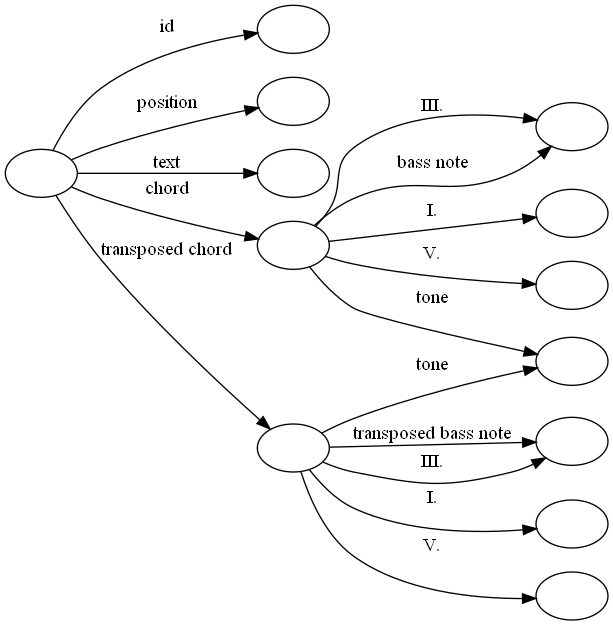 id
position
text
chord
transposed chord
III.
bass note
I.
V.
tone
tone
transposed bass note
III.
I.
V.